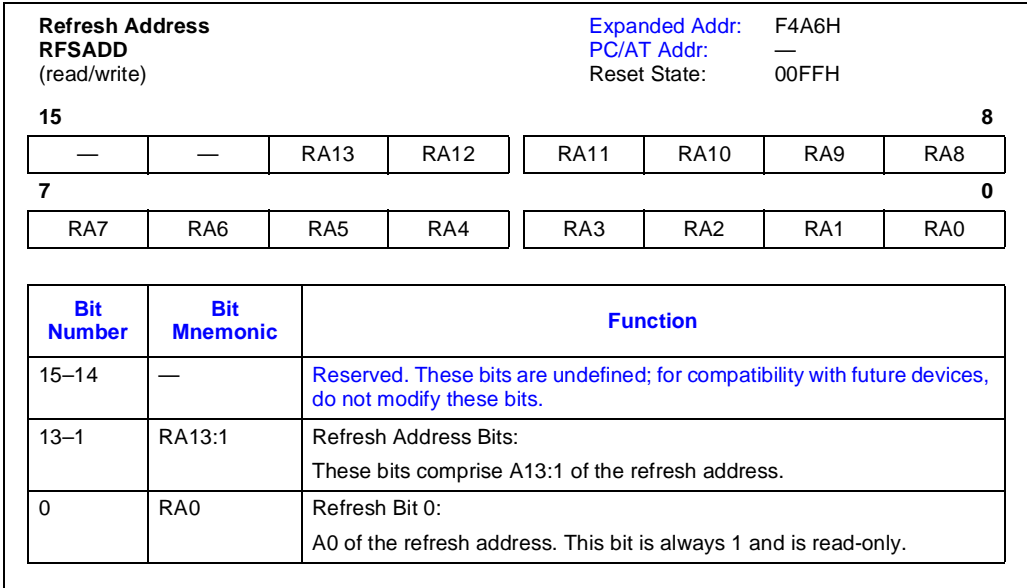 Refresh Address Expanded Addr: F4A6H
RFSADD PC/AT Addr: —
(read/write) Reset State: 00FFH
15 8
— — RA13 RA12 RA11 RA10 RA9 RA8
7 0
RA7 RA6 RA5 RA4 RA3 RA2 RA1 RA0
Bit Number Bit Mnemonic Function
15–14 — Reserved. These bits are undefined; for compatibility with future devices,
do not modify these bits.
13–1 RA13:1 Refresh Address Bits:
These bits comprise A13:1 of the refresh address.
0 RA0 Refresh Bit 0:
A0 of the refresh address. This bit is always 1 and is read-only.